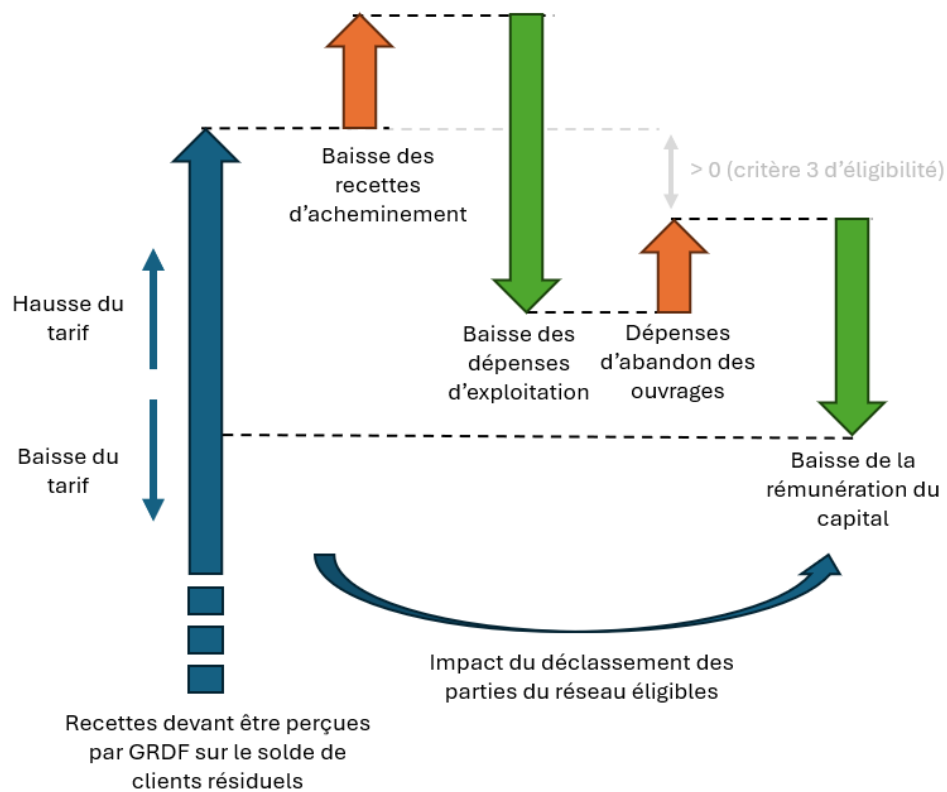 Baisse des
recettes
d’acheminement
> 0 (critère 3 d’éligibilité)
Hausse du
tarif
Baisse des
dépenses
d’exploitation
Dépenses
d’abandon des
ouvrages
Baisse du
tarif
Baisse de la
rémunération du
capital
Impact du déclassement des
parties du réseau éligibles
Recettes devant être perçues
par GRDF sur le solde de
clients résiduels